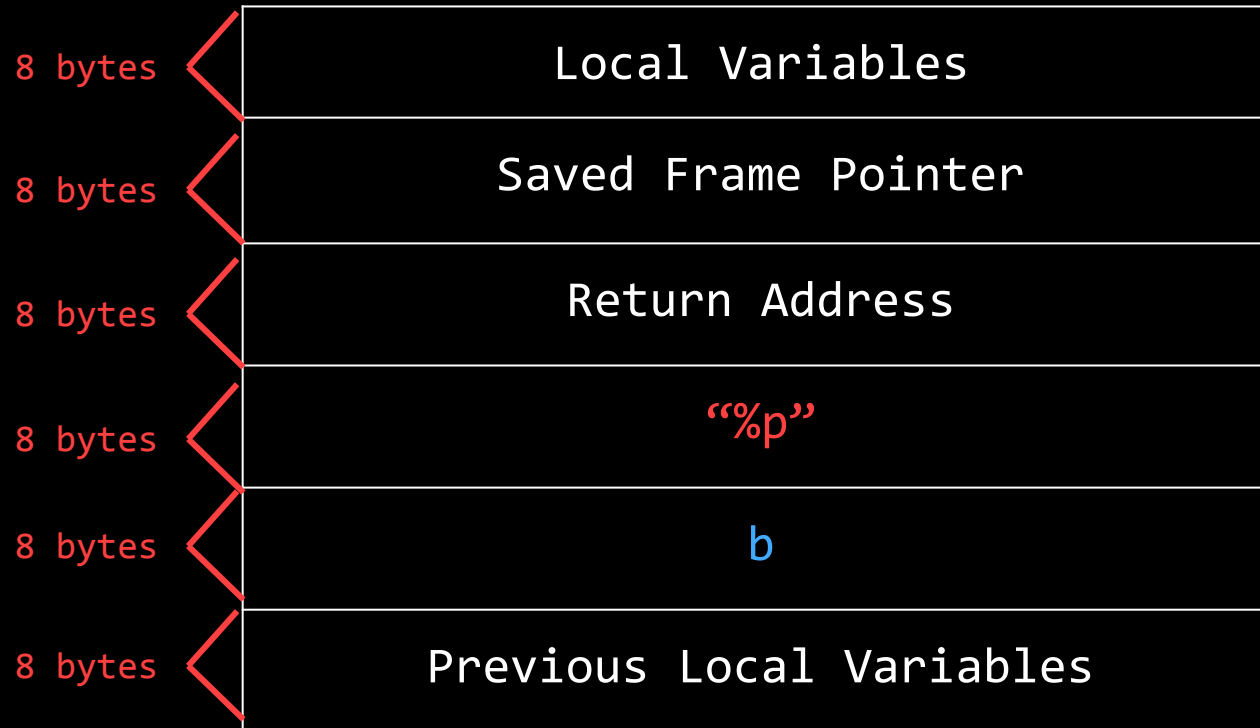 8 bytes
Local Variables
8 bytes
Saved Frame Pointer
8 bytes
Return Address
8 bytes
“%p”
8 bytes
b
8 bytes
Previous Local Variables